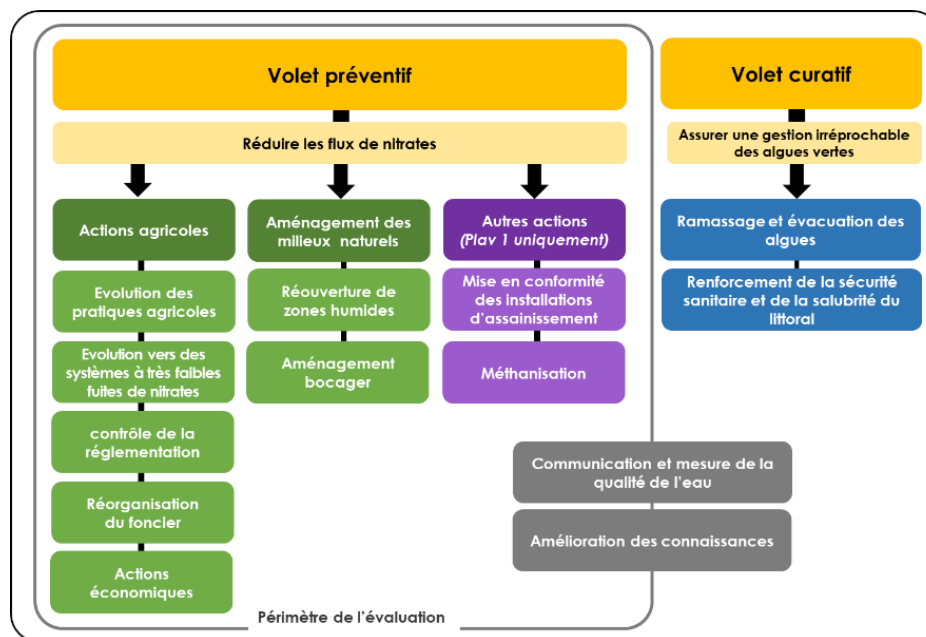 Volet préventif
Volet curatif
Réduire les flux de nitrates
Assurer une gestion irréprochable
des algues vertes
Actions agricoles
Aménagement des
milieux naturels
Autres actions
(Plav 1 uniquement)
Ramassage et évacuation des
algues
Evolution des
pratiques agricoles
Réouverture de
zones humides
Mise en conformité
des installations
d'assainissement
Renforcement de la sécurité
sanitaire et de la salubrité du
littoral
Evolution vers des
systèmes à très faibles
fuites de nitrates
Aménagement
bocager
Méthanisation
contrôle de la
réglementation
Communication et mesure de la
qualité de l'eau
Réorganisation
du foncier
Amélioration des connaissances
Actions
économiques
Périmètre de l'évaluation